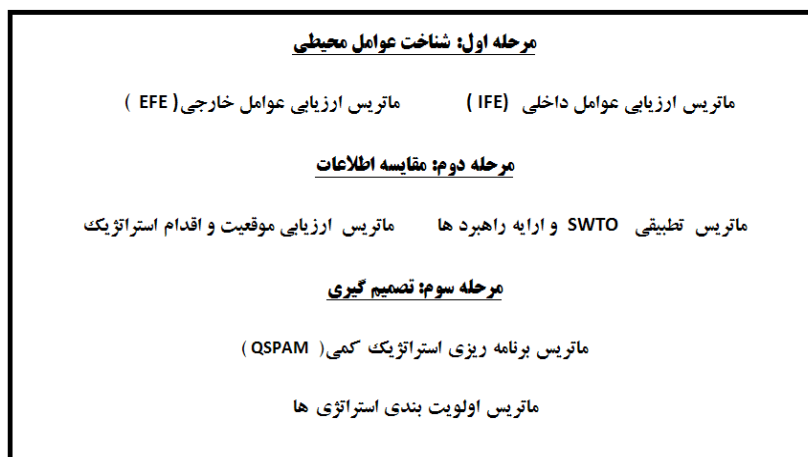 مرحله اول: شناخت عوامل محیطی
ماتریس ارزیابی عوامل داخلی (IFE ) ماتریس ارزیابی عوامل خارجی( EFE )
مرحله دوم: مقایسه اطلاعات
ماتریس تطبیقی SWTO و ارایه راهبرد ها ماتریس ارزیابی موقعیت و اقدام استراتژیک
مرحله سوم: تصمیم گیری
ماتریس برنامه ریزی استراتژیک کمی( QSPAM )
ماتریس اولویت بندی استراتژی ها